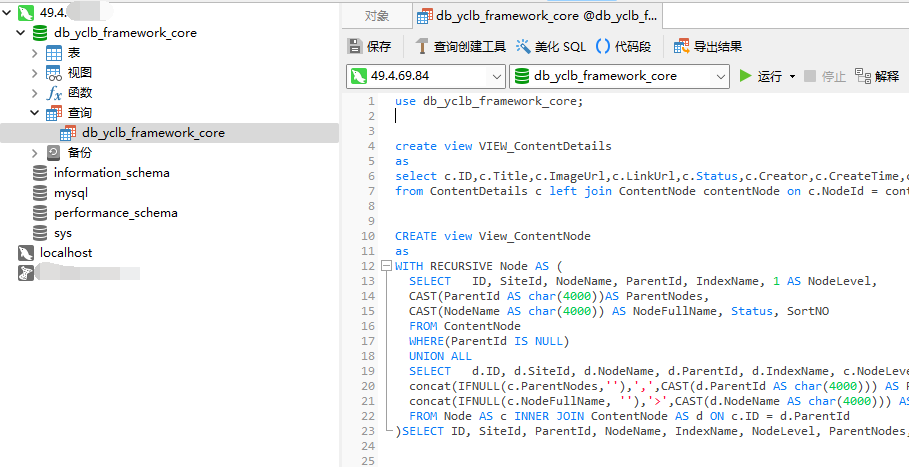 49.4.
db_yclb_framework_core
表
视图
fx 函数
查询
db_yclb_framework_core
备份
information_schema
mysql
performance_schema
sys
localhost
对象
db_yclb_framework_core @db_yclb_f...
保存 查询创建工具 美化 SQL () 代码段 导出结果
49.4.69.84 db_yclb_framework_core 运行 停止 解释
1 use db_yclb_framework_core;
2
3
4 create view VIEW_ContentDetails
5 as
6 select c.ID,c.Title,c.ImageUrl,c.LinkUrl,c.Status,c.Creator,c.CreateTime,
7 from ContentDetails c left join ContentNode contentNode on c.NodeId = cont
8
9
10 CREATE view View_ContentNode
11 as
12 WITH RECURSIVE Node AS (
13 SELECT ID, SiteId, NodeName, ParentId, IndexName, 1 AS NodeLevel,
14 CAST(ParentId AS char(4000))AS ParentNodes,
15 CAST(NodeName AS char(4000)) AS NodeFullName, Status, SortNO
16 FROM ContentNode
17 WHERE(ParentId IS NULL)
18 UNION ALL
19 SELECT d.ID, d.SiteId, d.NodeName, d.ParentId, d.IndexName, c.NodeLeve
20 concat(IFNULL(c.ParentNodes,''),',',CAST(d.ParentId AS char(4000))) AS P
21 concat(IFNULL(c.NodeFullName, ''),'>',CAST(d.NodeName AS char(4000))) AS
22 FROM Node AS c INNER JOIN ContentNode AS d ON c.ID = d.ParentId
23 )SELECT ID, SiteId, ParentId, NodeName, IndexName, NodeLevel, ParentNodes,
24
25